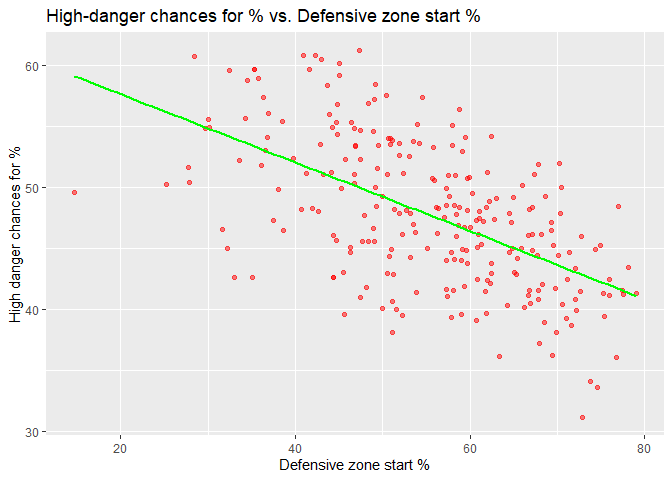 High-danger chances for % vs. Defensive zone start %
High danger chances for %
60
50
40
30
20
40
60
80
Defensive zone start %